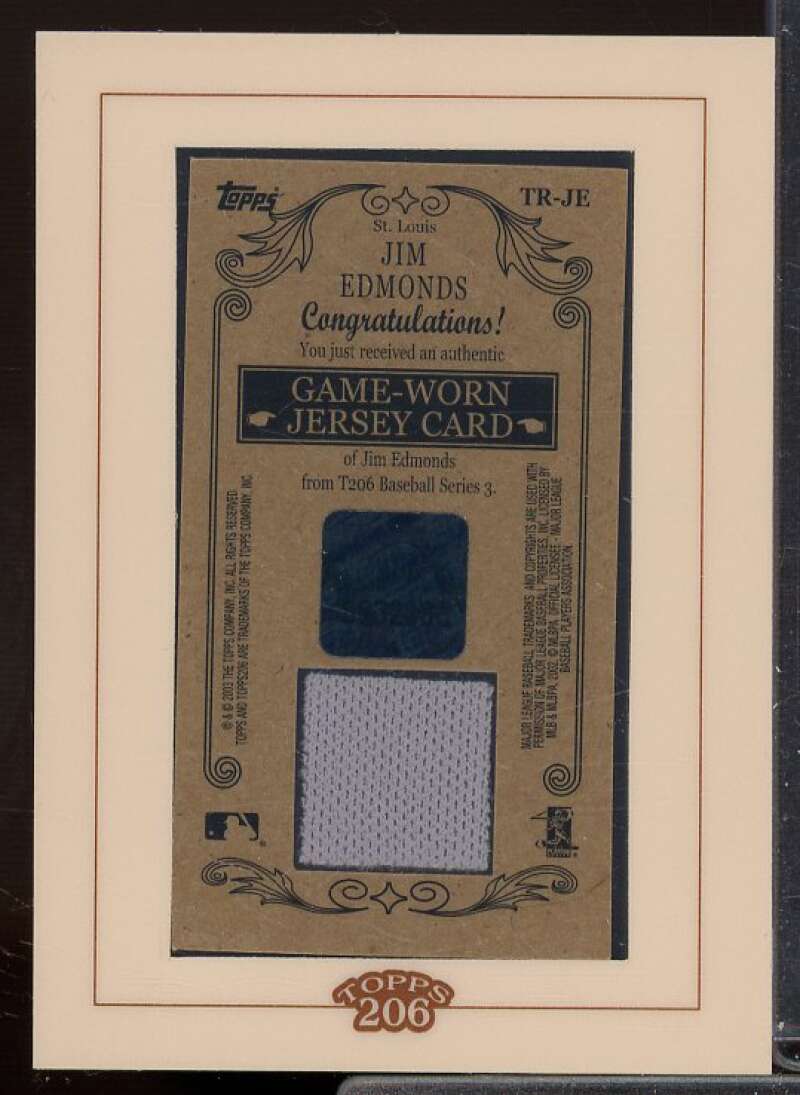 Topps
TR-JE
St. Louis
JIM
EDMONDS
Congratulations!
You just received an authentic
GAME-WORN
JERSEY CARD
of Jim Edmonds
from T206 Baseball Series 3.
® & © 2003 THE TOPPS COMPANY, INC. ALL RIGHTS RESERVED.
TOPPS AND TOPPS206 ARE TRADEMARKS OF THE TOPPS COMPANY, INC.
MAJOR LEAGUE BASEBALL TRADEMARKS AND COPYRIGHTS ARE USED WITH
PERMISSION OF MAJOR LEAGUE BASEBALL PROPERTIES, INC. LICENSED BY
MLB & MLBPA, 2002. © MLBPA OFFICIAL LICENSEE - MAJOR LEAGUE
BASEBALL PLAYERS ASSOCIATION.
TOPPS
206